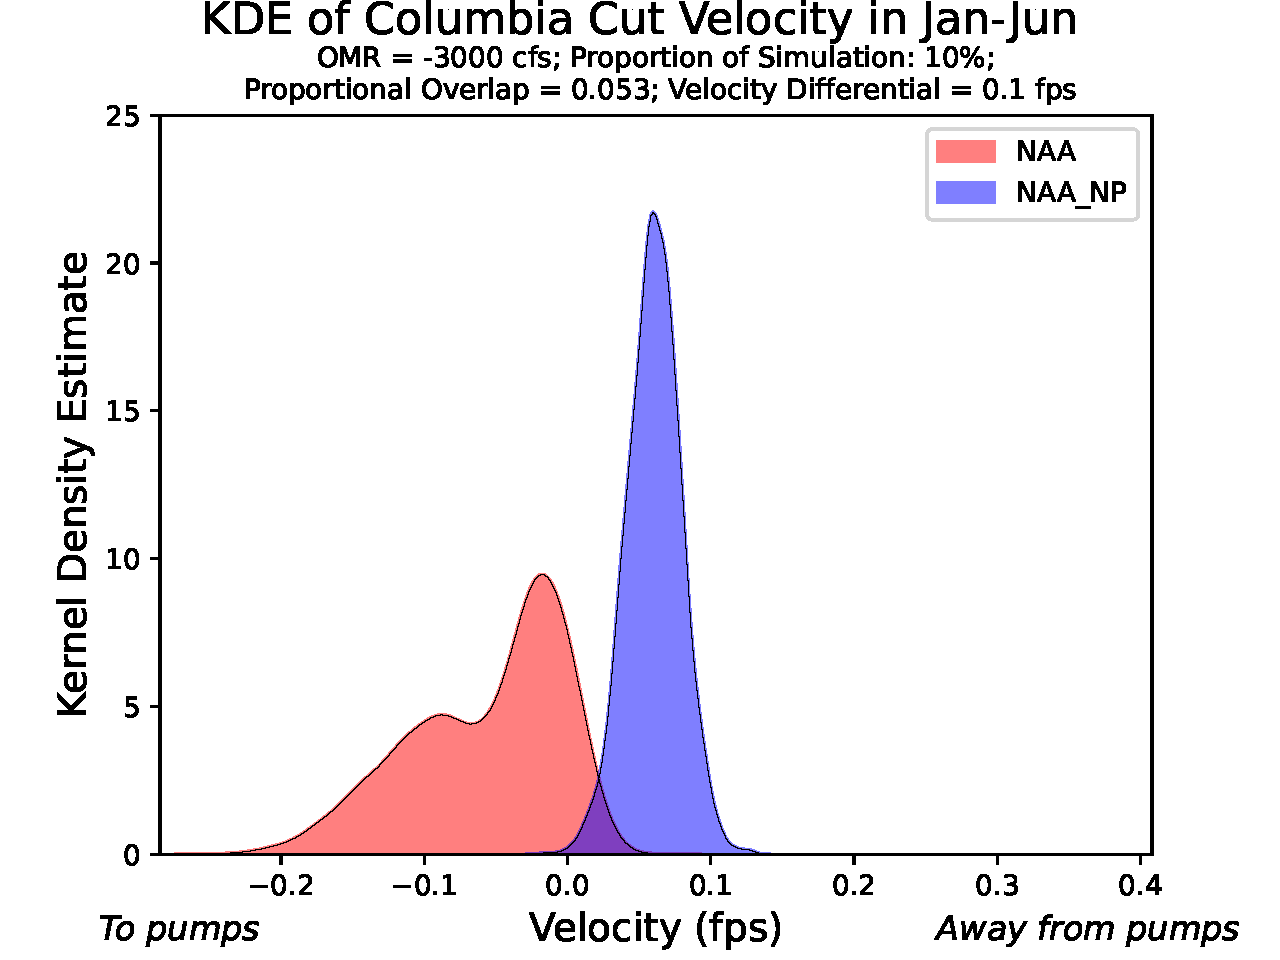 KDE of Columbia Cut Velocity in Jan-Jun
OMR = -3000 cfs; Proportion of Simulation: 10%;
Proportional Overlap = 0.053; Velocity Differential = 0.1 fps
NAA
NAA_NP
Kernel Density Estimate
25
20
15
10
5
0
−0.2 −0.1 0.0 0.1 0.2 0.3 0.4
To pumps Velocity (fps) Away from pumps